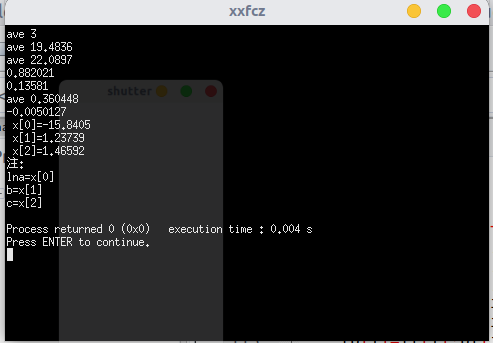 xxfcz
ave 3
ave 19.4836
ave 22.0897
0.882021
0.13581
ave 0.360448
-0.0050127
x[0]=-15.8405
x[1]=1.23739
x[2]=1.46592
注:
lna=x[0]
b=x[1]
c=x[2]
Process returned 0 (0x0)   execution time : 0.004 s
Press ENTER to continue.
shutter